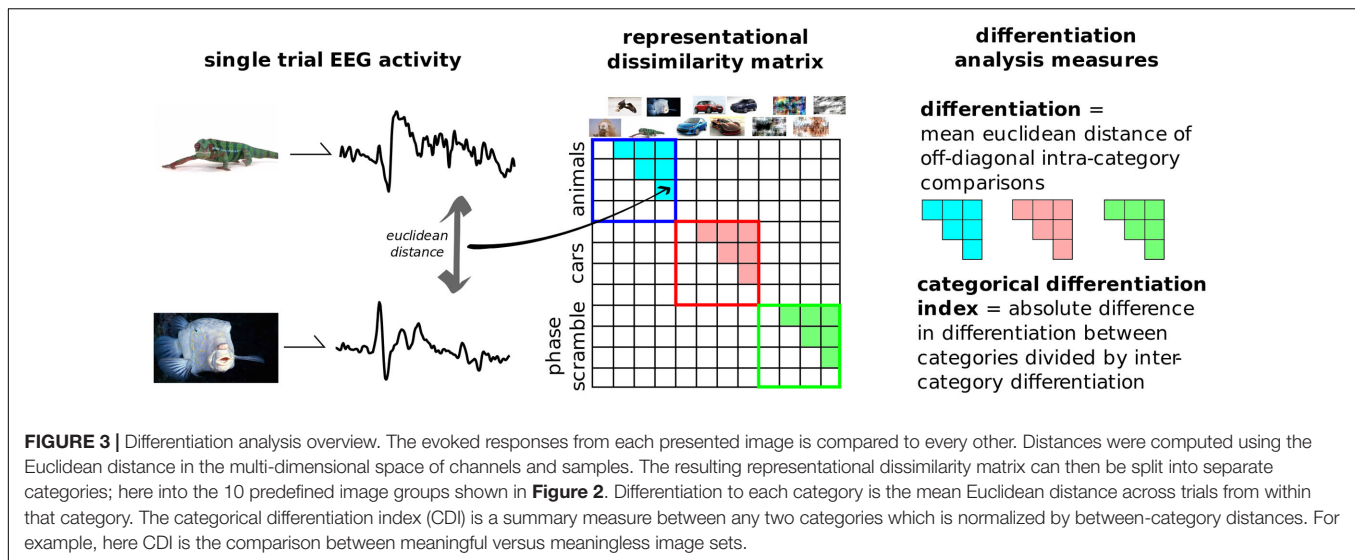 single trial EEG activity
representational
dissimilarity matrix
differentiation
analysis measures
euclidean
distance
animals
cars
phase
scramble
differentiation =
mean euclidean distance of
off-diagonal intra-category
comparisons
categorical differentiation
index = absolute difference
in differentiation between
categories divided by inter-
category differentiation
FIGURE 3 | Differentiation analysis overview. The evoked responses from each presented image is compared to every other. Distances were computed using the
Euclidean distance in the multi-dimensional space of channels and samples. The resulting representational dissimilarity matrix can then be split into separate
categories; here into the 10 predefined image groups shown in Figure 2. Differentiation to each category is the mean Euclidean distance across trials from within
that category. The categorical differentiation index (CDI) is a summary measure between any two categories which is normalized by between-category distances. For
example, here CDI is the comparison between meaningful versus meaningless image sets.